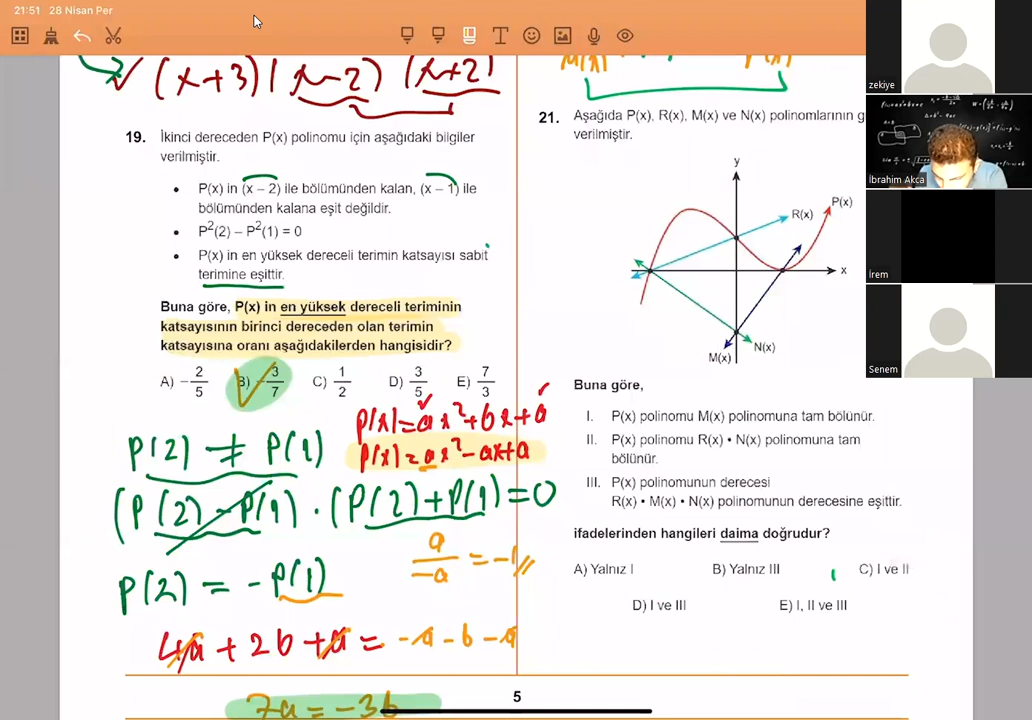 21:51 28 Nisan Per
(x+3) (x-2) (x+2)
M(x)
19. İkinci dereceden P(x) polinomu için aşağıdaki bilgiler
verilmiştir.
• P(x) in (x – 2) ile bölümünden kalan, (x – 1) ile
bölümünden kalana eşit değildir.
• P²(2) – P²(1) = 0
• P(x) in en yüksek dereceli terimin katsayısı sabit
terimine eşittir.
Buna göre, P(x) in en yüksek dereceli teriminin
katsayısının birinci dereceden olan terimin
katsayısına oranı aşağıdakilerden hangisidir?
A) –2/5 B) –3/7 C) 1/2 D) 3/5 E) 7/3
P(x)=ax²+bx+a
P(x)=ax²-ax+a
P(2) ≠ P(1)
(P(2)-P(1)) . (P(2)+P(1)=0
a/-a = -1
P(2) = -P(1)
4a + 2b + a = -a - b - a
7a = -3b
21. Aşağıda P(x), R(x), M(x) ve N(x) polinomlarının g
verilmiştir.
y
P(x)
R(x)
x
N(x)
M(x)
Buna göre,
I. P(x) polinomu M(x) polinomuna tam bölünür.
II. P(x) polinomu R(x) • N(x) polinomuna tam
bölünür.
III. P(x) polinomunun derecesi
R(x) • M(x) • N(x) polinomunun derecesine eşittir.
ifadelerinden hangileri daima doğrudur?
A) Yalnız I B) Yalnız III C) I ve II
D) I ve III E) I, II ve III
5
zekiye
İbrahim Akca
İrem
Senem